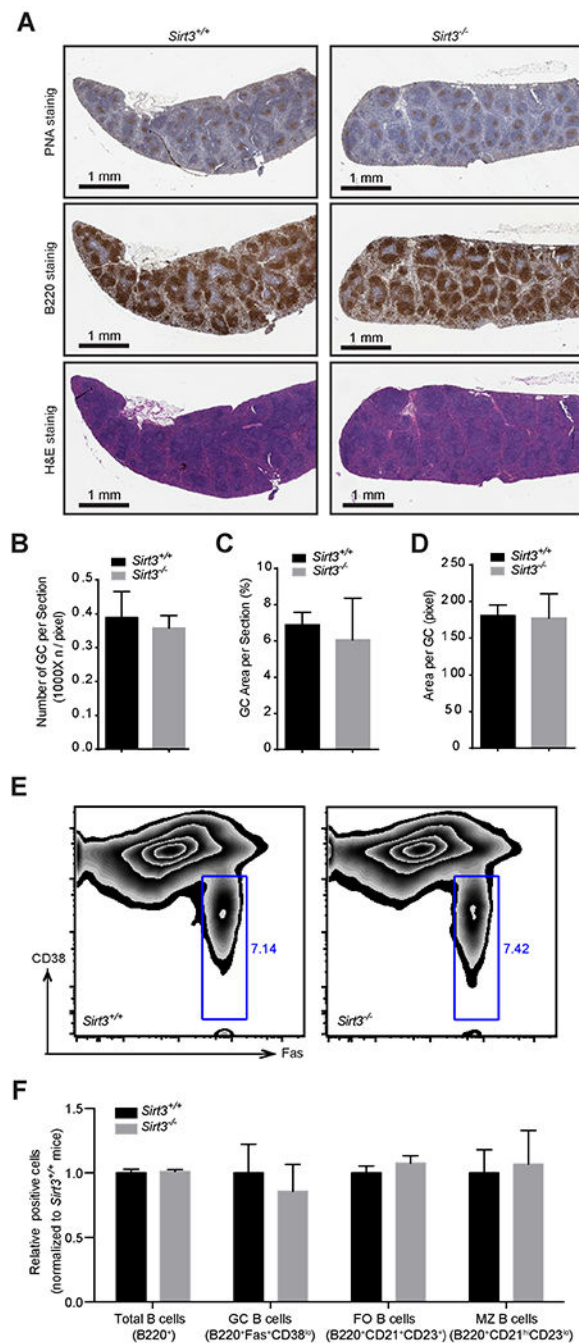 A
Sirt3+/+
Sirt3-/-
PNA stainig
1 mm
1 mm
B220 stainig
1 mm
1 mm
H&E stainig
1 mm
1 mm
B
Number of GC per Section
(1000X n / pixel)
0.6
0.4
0.3
0.2
0.1
0.0
Sirt3+/+
Sirt3-/-
C
GC Area per Section (%)
10
8
6
4
2
0
Sirt3+/+
Sirt3-/-
D
Area per GC (pixel)
250
200
150
100
50
0
Sirt3+/+
Sirt3-/-
E
CD38
Fas
Sirt3+/+
7.14
Sirt3-/-
7.42
F
Relative positive cells
(normalized to Sirt3+/+ mice)
1.5
1.0
0.5
0.0
Sirt3+/+
Sirt3-/-
Total B cells
(B220+)
GC B cells
(B220+Fas+CD38lo)
FO B cells
(B220+CD21+CD23+)
MZ B cells
(B220+CD21hiCD23lo)